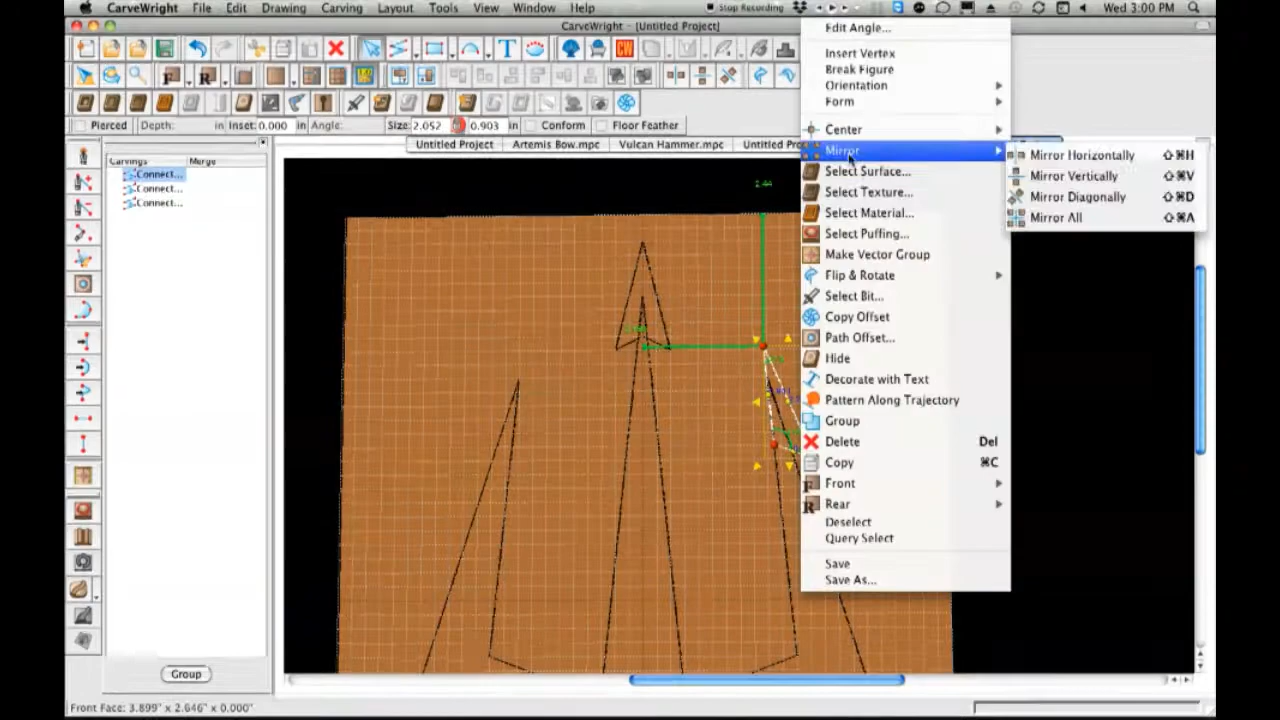 CarveWright File Edit Drawing Carving Layout Tools View Window Help Stop Recording Wed 3:00 PM
CarveWright - [Untitled Project]
CW
Pierced Depth: in Inset: 0.000 in Angle: Size: 2.052 0.903 in Conform Floor Feather
Untitled Project Artemis Bow.mpc Vulcan Hammer.mpc Untitled Pro
Carvings Merge
Connect...
Connect...
Connect...
Group
Edit Angle...
Insert Vertex
Break Figure
Orientation
Form
Center
Mirror
Select Surface...
Select Texture...
Select Material...
Select Puffing...
Make Vector Group
Flip & Rotate
Select Bit...
Copy Offset
Path Offset...
Hide
Decorate with Text
Pattern Along Trajectory
Group
Delete Del
Copy ⌘C
Front
Rear
Deselect
Query Select
Save
Save As...
Mirror Horizontally ⇧⌘H
Mirror Vertically ⇧⌘V
Mirror Diagonally ⇧⌘D
Mirror All ⇧⌘A
Front Face: 3.899" x 2.646" x 0.000"